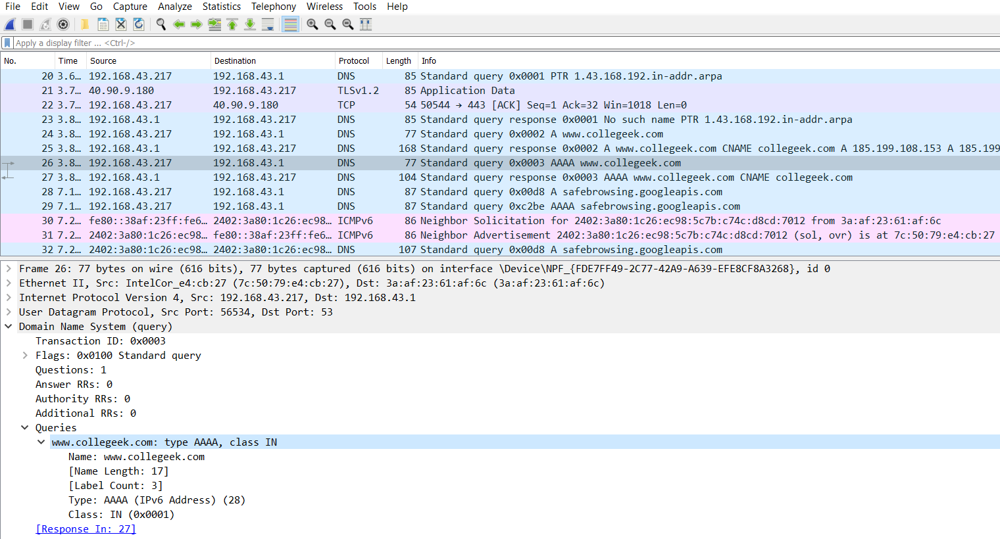 File Edit View Go Capture Analyze Statistics Telephony Wireless Tools Help
Apply a display filter ... <Ctrl-/>
No. Time Source Destination Protocol Length Info
20 3.6… 192.168.43.217 192.168.43.1 DNS 85 Standard query 0x0001 PTR 1.43.168.192.in-addr.arpa
21 3.7… 40.90.9.180 192.168.43.217 TLSv1.2 85 Application Data
22 3.7… 192.168.43.217 40.90.9.180 TCP 54 50544 → 443 [ACK] Seq=1 Ack=32 Win=1018 Len=0
23 3.8… 192.168.43.1 192.168.43.217 DNS 85 Standard query response 0x0001 No such name PTR 1.43.168.192.in-addr.arpa
24 3.8… 192.168.43.217 192.168.43.1 DNS 77 Standard query 0x0002 A www.collegeek.com
25 3.8… 192.168.43.1 192.168.43.217 DNS 168 Standard query response 0x0002 A www.collegeek.com CNAME collegeek.com A 185.199.108.153 A 185.199
26 3.8… 192.168.43.217 192.168.43.1 DNS 77 Standard query 0x0003 AAAA www.collegeek.com
27 3.8… 192.168.43.1 192.168.43.217 DNS 104 Standard query response 0x0003 AAAA www.collegeek.com CNAME collegeek.com
28 7.1… 192.168.43.217 192.168.43.1 DNS 87 Standard query 0x00d8 A safebrowsing.googleapis.com
29 7.1… 192.168.43.217 192.168.43.1 DNS 87 Standard query 0xc2be AAAA safebrowsing.googleapis.com
30 7.2… fe80::38af:23ff:fe6… 2402:3a80:1c26:ec98… ICMPv6 86 Neighbor Solicitation for 2402:3a80:1c26:ec98:5c7b:c74c:d8cd:7012 from 3a:af:23:61:af:6c
31 7.2… 2402:3a80:1c26:ec98… fe80::38af:23ff:fe6… ICMPv6 86 Neighbor Advertisement 2402:3a80:1c26:ec98:5c7b:c74c:d8cd:7012 (sol, ovr) is at 7c:50:79:e4:cb:27
32 7.2… 2402:3a80:1c26:ec98… 2402:3a80:1c26:ec98… DNS 107 Standard query 0x00d8 A safebrowsing.googleapis.com
Frame 26: 77 bytes on wire (616 bits), 77 bytes captured (616 bits) on interface \Device\NPF_{FDE7FF49-2C77-42A9-A639-EFE8CF8A3268}, id 0
Ethernet II, Src: IntelCor_e4:cb:27 (7c:50:79:e4:cb:27), Dst: 3a:af:23:61:af:6c (3a:af:23:61:af:6c)
Internet Protocol Version 4, Src: 192.168.43.217, Dst: 192.168.43.1
User Datagram Protocol, Src Port: 56534, Dst Port: 53
Domain Name System (query)
Transaction ID: 0x0003
Flags: 0x0100 Standard query
Questions: 1
Answer RRs: 0
Authority RRs: 0
Additional RRs: 0
Queries
www.collegeek.com: type AAAA, class IN
Name: www.collegeek.com
[Name Length: 17]
[Label Count: 3]
Type: AAAA (IPv6 Address) (28)
Class: IN (0x0001)
[Response In: 27]